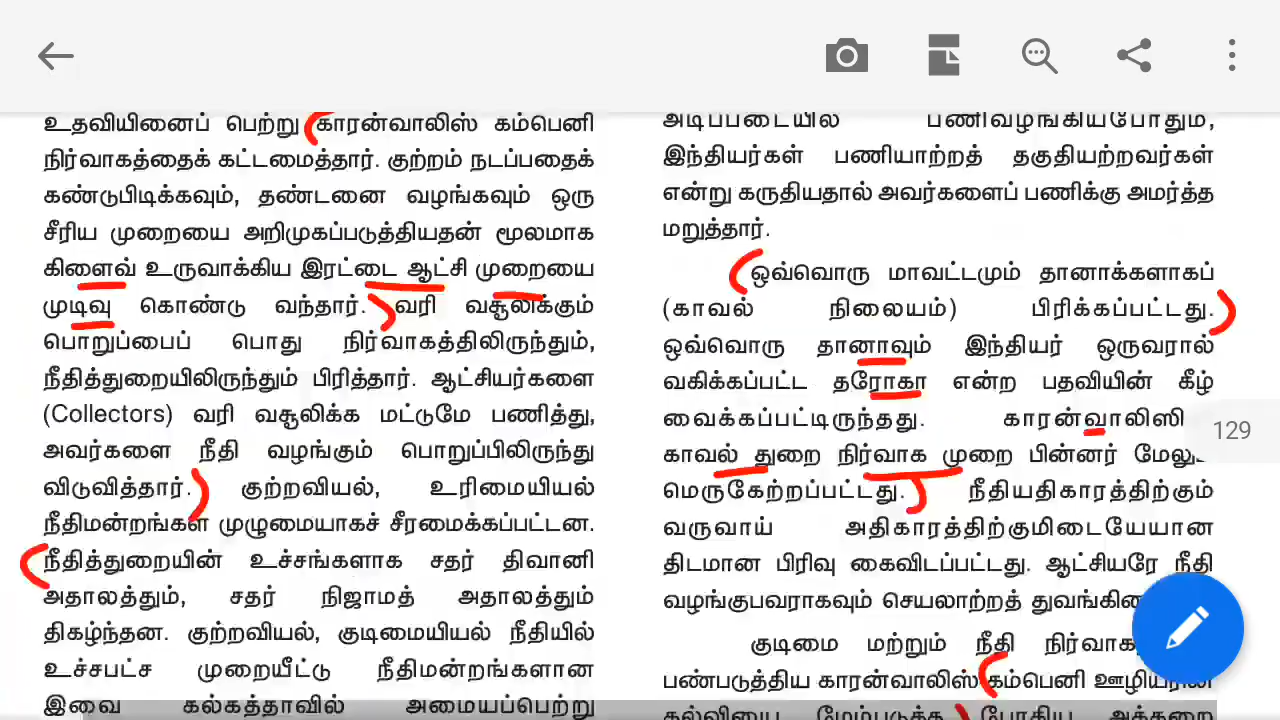 உதவியினைப் பெற்று காரன்வாலிஸ் கம்பெனி
நிர்வாகத்தைக் கட்டமைத்தார். குற்றம் நடப்பதைக்
கண்டுபிடிக்கவும், தண்டனை வழங்கவும் ஒரு
சீரிய முறையை அறிமுகப்படுத்தியதன் மூலமாக
கிளைவ் உருவாக்கிய இரட்டை ஆட்சி முறையை
முடிவு கொண்டு வந்தார். வரி வசூலிக்கும்
பொறுப்பைப் பொது நிர்வாகத்திலிருந்தும்,
நீதித்துறையிலிருந்தும் பிரித்தார். ஆட்சியர்களை
(Collectors) வரி வசூலிக்க மட்டுமே பணித்து,
அவர்களை நீதி வழங்கும் பொறுப்பிலிருந்து
விடுவித்தார். குற்றவியல், உரிமையியல்
நீதிமன்றங்கள் முழுமையாகச் சீரமைக்கப்பட்டன.
நீதித்துறையின் உச்சங்களாக சதர் திவானி
அதாலத்தும், சதர் நிஜாமத் அதாலத்தும்
திகழ்ந்தன. குற்றவியல், குடிமையியல் நீதியில்
உச்சபட்ச முறையீட்டு நீதிமன்றங்களான
இவை கல்கத்தாவில் அமையப்பெற்று
அடிப்படையில் பணிவழங்கியபோதும்,
இந்தியர்கள் பணியாற்றத் தகுதியற்றவர்கள்
என்று கருதியதால் அவர்களைப் பணிக்கு அமர்த்த
மறுத்தார்.
ஒவ்வொரு மாவட்டமும் தானாக்களாகப்
(காவல் நிலையம்) பிரிக்கப்பட்டது.
ஒவ்வொரு தானாவும் இந்தியர் ஒருவரால்
வகிக்கப்பட்ட தரோகா என்ற பதவியின் கீழ்
வைக்கப்பட்டிருந்தது. காரன்வாலிஸி
காவல் துறை நிர்வாக முறை பின்னர்
மெருகேற்றப்பட்டது. நீதியதிகாரத்திற்கும்
வருவாய் அதிகாரத்திற்குமிடையேயான
திடமான பிரிவு கைவிடப்பட்டது. ஆட்சியரே நீதி
வழங்குபவராகவும் செயலாற்றத்
குடிமை மற்றும் நீதி
பண்படுத்திய காரன்வாலிஸ் கம்பெனி
கல்வியை மேம்படுத்த போதிய அக்கறை
129